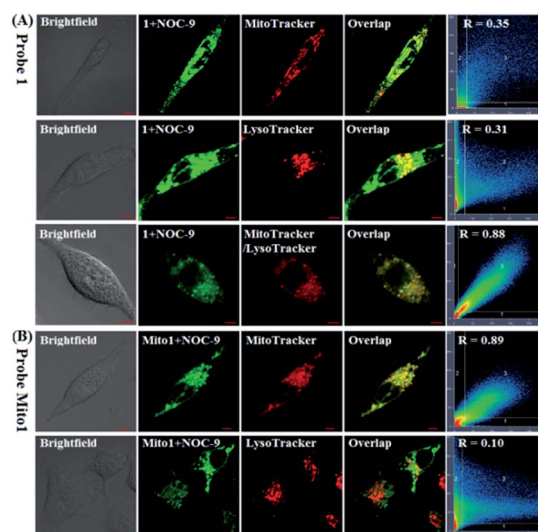 (A)
Probe 1
Brightfield
1+NOC-9
MitoTracker
Overlap
R = 0.35
Brightfield
1+NOC-9
LysoTracker
Overlap
R = 0.31
Brightfield
1+NOC-9
MitoTracker
/LysoTracker
Overlap
R = 0.88
(B)
Probe Mito1
Brightfield
Mito1+NOC-9
MitoTracker
Overlap
R = 0.89
Brightfield
Mito1+NOC-9
LysoTracker
Overlap
R = 0.10